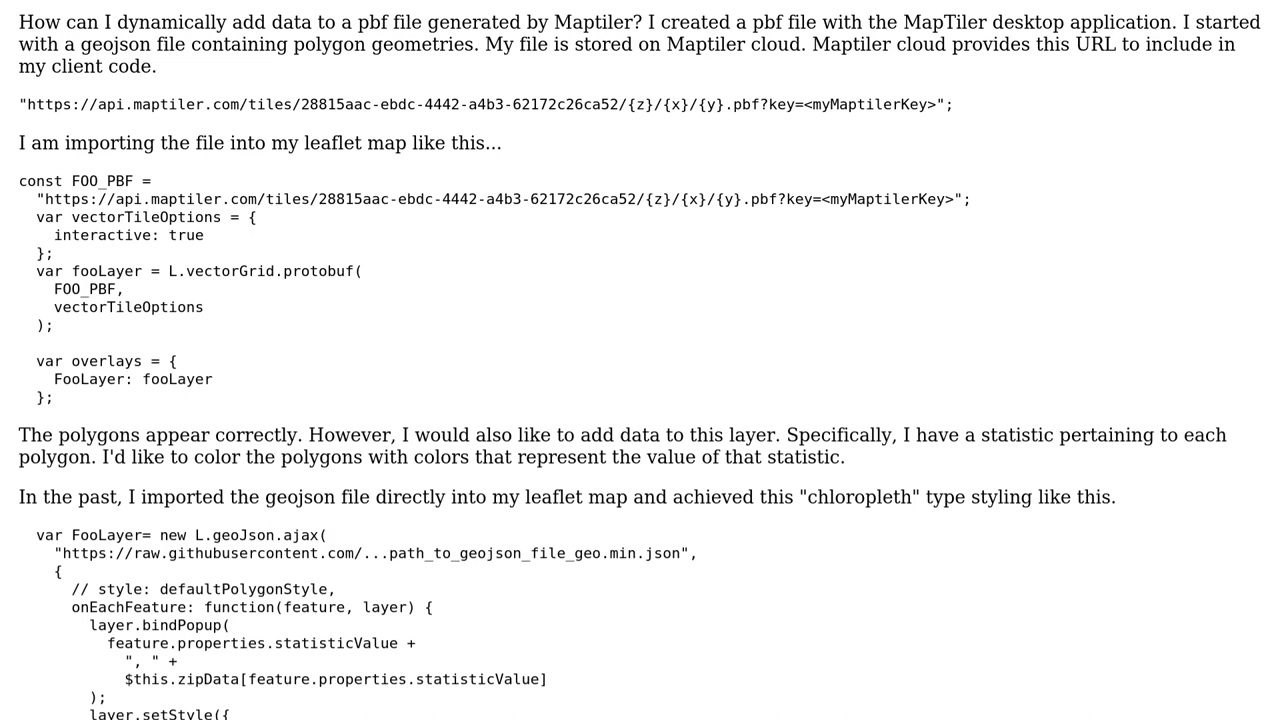 How can I dynamically add data to a pbf file generated by Maptiler? I created a pbf file with the MapTiler desktop application. I started
with a geojson file containing polygon geometries. My file is stored on Maptiler cloud. Maptiler cloud provides this URL to include in
my client code.
"https://api.maptiler.com/tiles/28815aac-ebdc-4442-a4b3-62172c26ca52/{z}/{x}/{y}.pbf?key=<myMaptilerKey>";
I am importing the file into my leaflet map like this...
const FOO_PBF =
  "https://api.maptiler.com/tiles/28815aac-ebdc-4442-a4b3-62172c26ca52/{z}/{x}/{y}.pbf?key=<myMaptilerKey>";
  var vectorTileOptions = {
    interactive: true
  };
  var fooLayer = L.vectorGrid.protobuf(
    FOO_PBF,
    vectorTileOptions
  );
  var overlays = {
    FooLayer: fooLayer
  };
The polygons appear correctly. However, I would also like to add data to this layer. Specifically, I have a statistic pertaining to each
polygon. I'd like to color the polygons with colors that represent the value of that statistic.
In the past, I imported the geojson file directly into my leaflet map and achieved this "chloropleth" type styling like this.
  var FooLayer= new L.geoJson.ajax(
    "https://raw.githubusercontent.com/...path_to_geojson_file_geo.min.json",
    {
      // style: defaultPolygonStyle,
      onEachFeature: function(feature, layer) {
        layer.bindPopup(
          feature.properties.statisticValue +
            ", " +
            $this.zipData[feature.properties.statisticValue]
        );
        layer.setStyle({